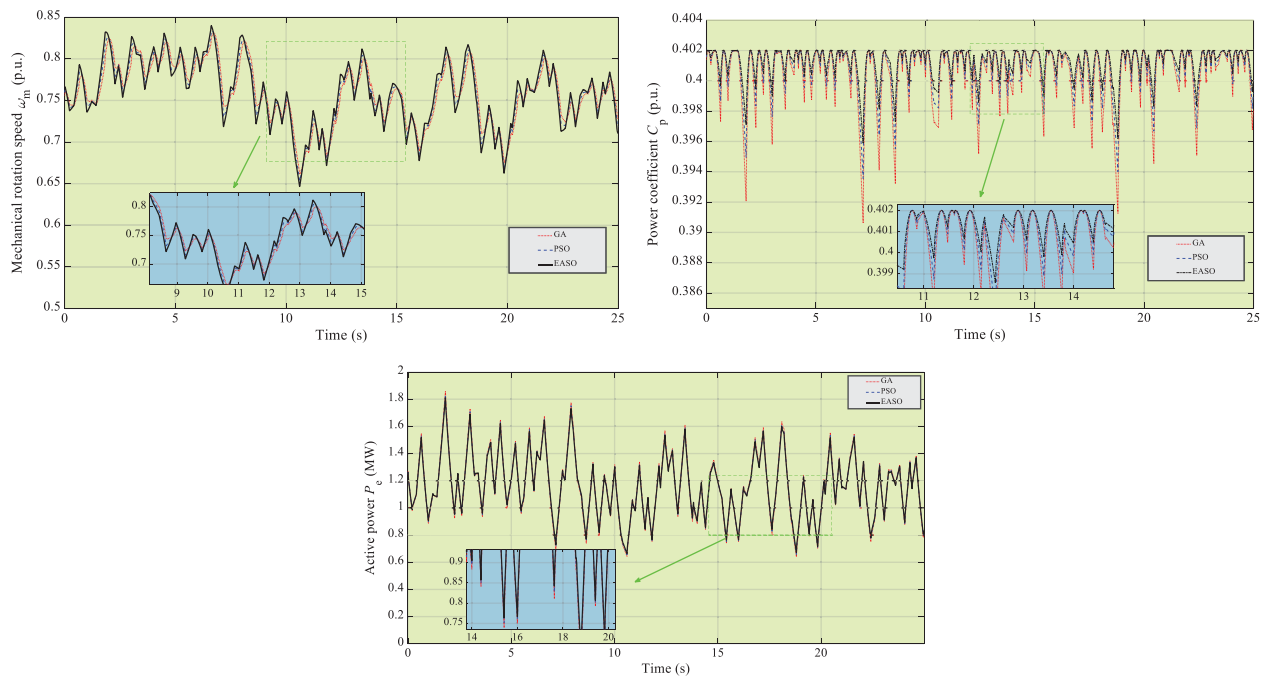 0.85
0.8
0.75
0.7
0.65
0.6
0.55
0.5
Mechanical rotation speed ωm (p.u.)
0.8
0.75
0.7
9 10 11 12 13 14 15
GA
PSO
EASO
0 5 10 15 20 25
Time (s)
0.404
0.402
0.4
0.398
0.396
0.394
0.392
0.39
0.388
0.386
Power coefficient Cp (p.u.)
0.402
0.401
0.4
0.399
11 12 13 14
GA
PSO
EASO
0 5 10 15 20 25
Time (s)
2
1.8
1.6
1.4
1.2
1
0.8
0.6
0.4
0.2
0
Active power Pe (MW)
GA
PSO
EASO
0.9
0.85
0.8
0.75
14 16 18 20
0 5 10 15 20
Time (s)